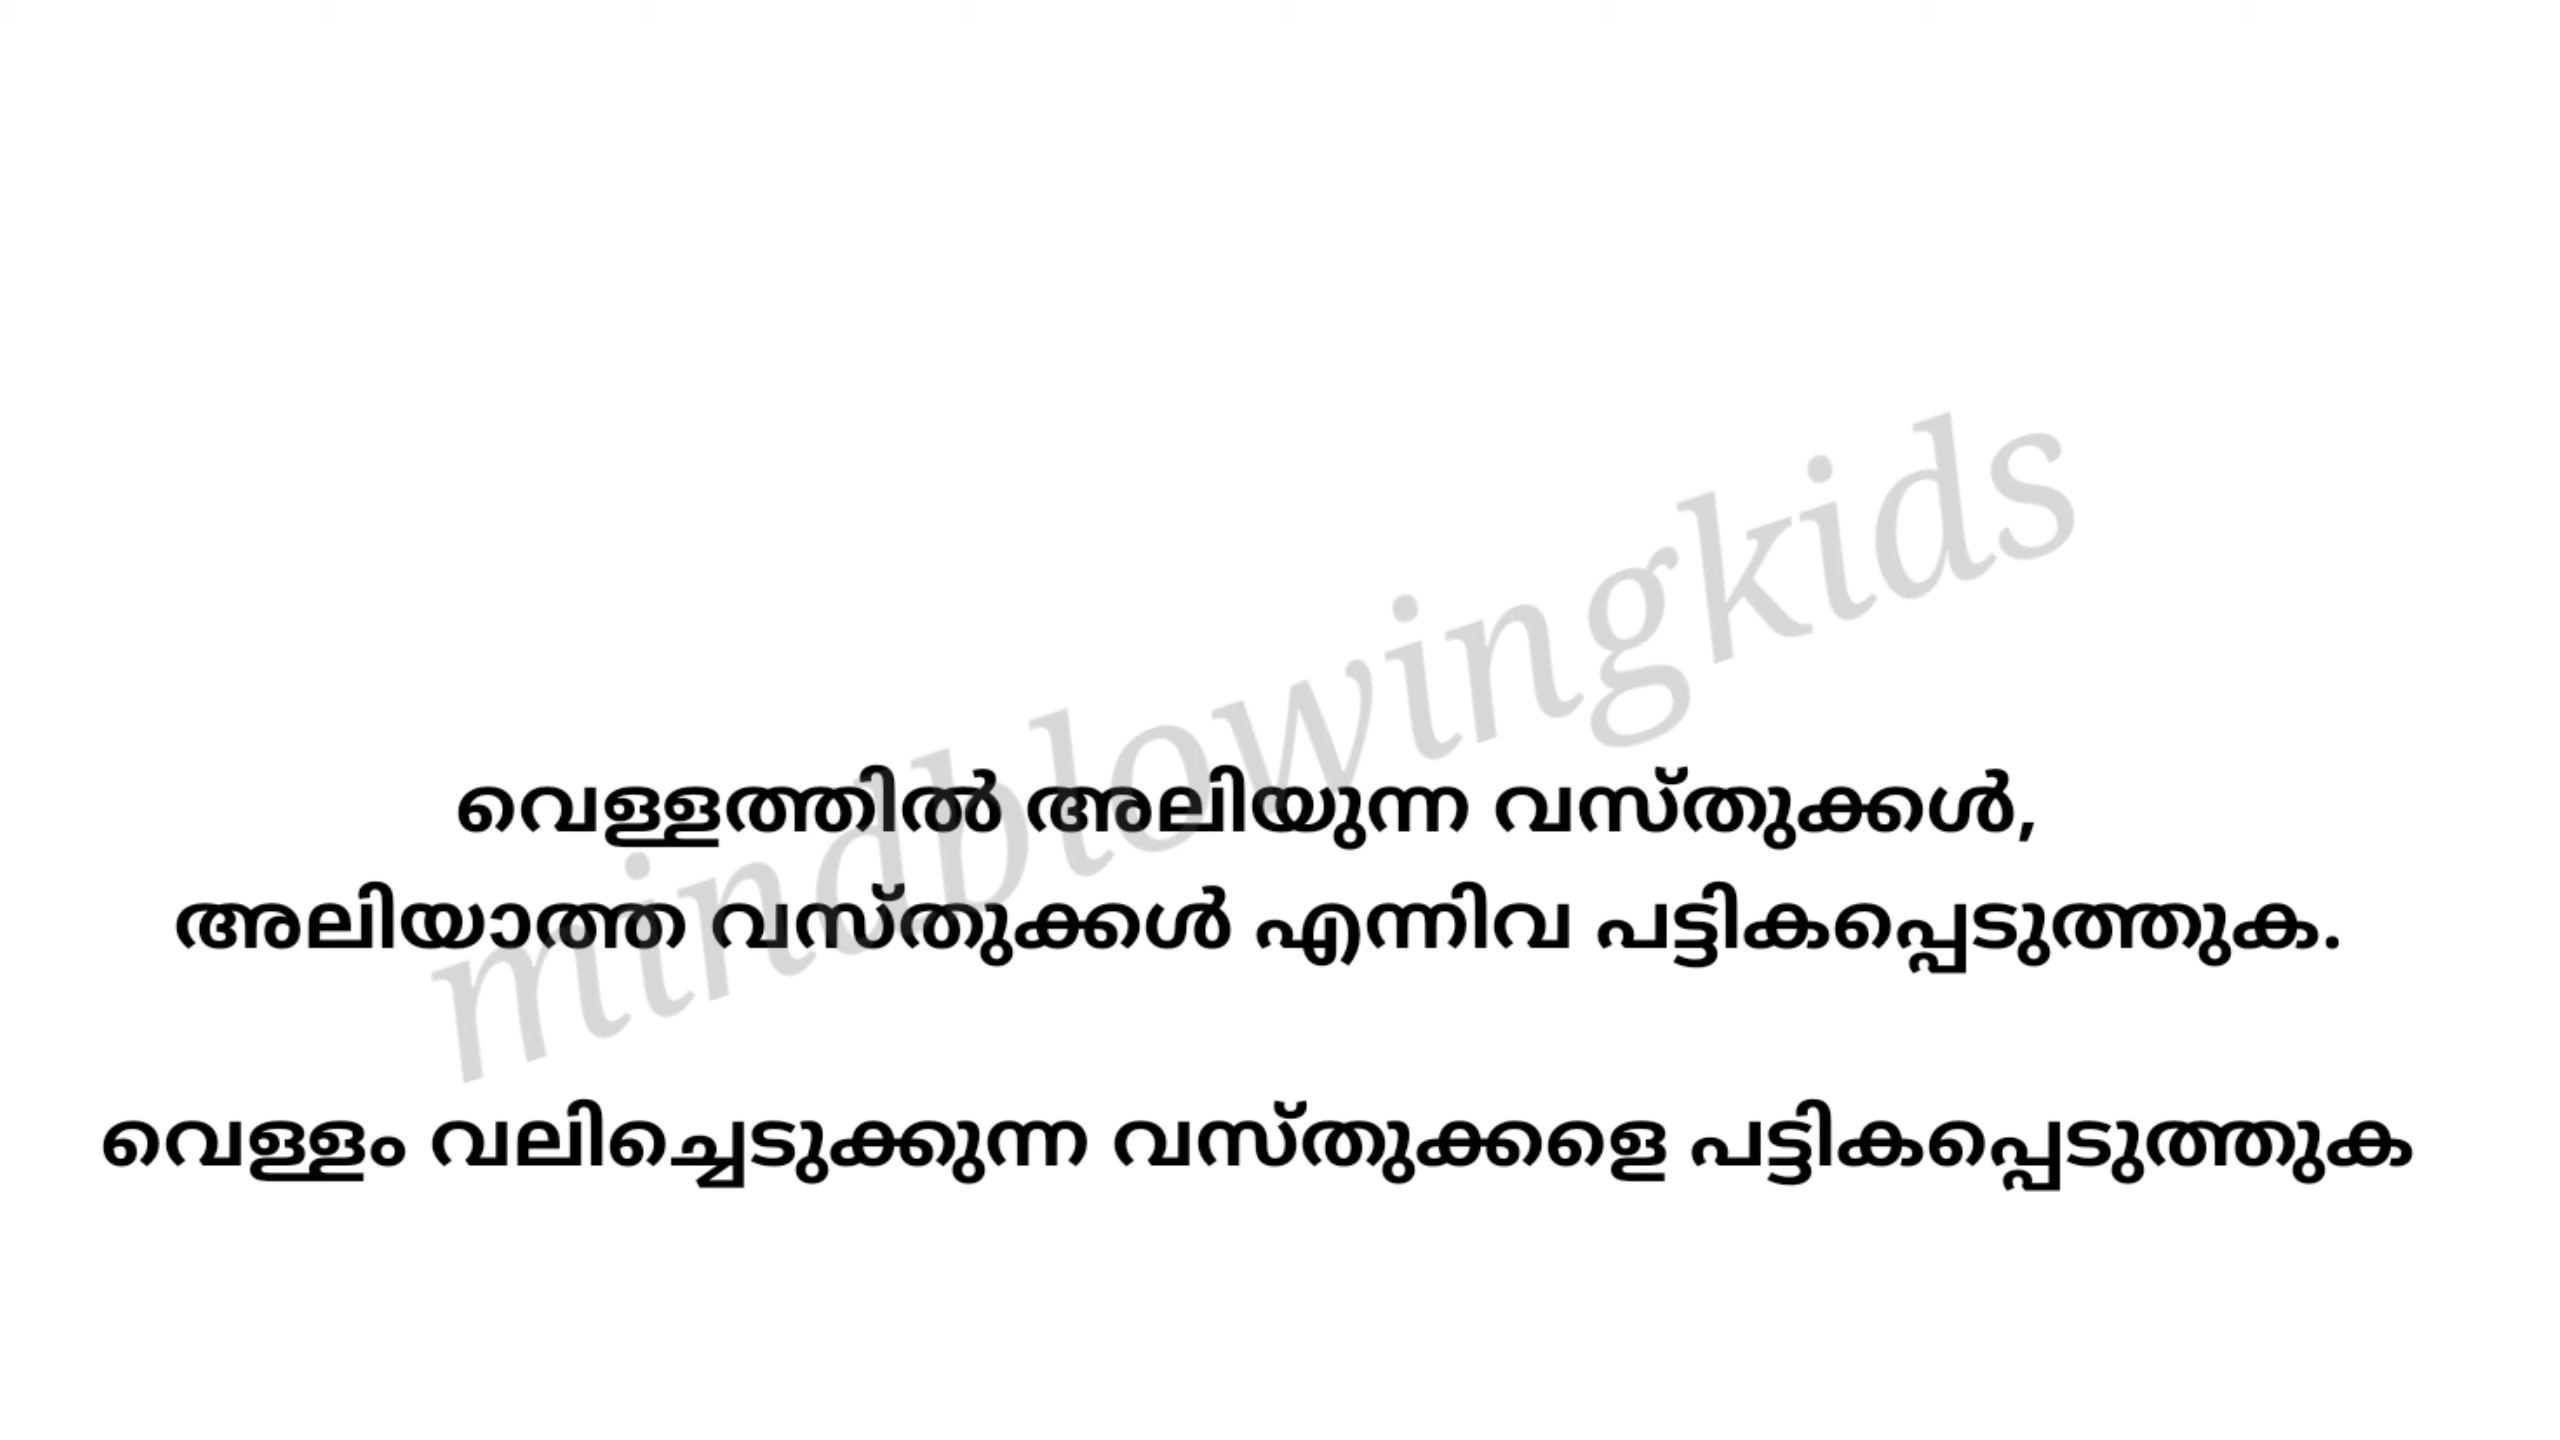 mindblowingkids
വെള്ളത്തിൽ അലിയുന്ന വസ്തുക്കൾ,
അലിയാത്ത വസ്തുക്കൾ എന്നിവ പട്ടികപ്പെടുത്തുക.
വെള്ളം വലിച്ചെടുക്കുന്ന വസ്തുക്കളെ പട്ടികപ്പെടുത്തുക